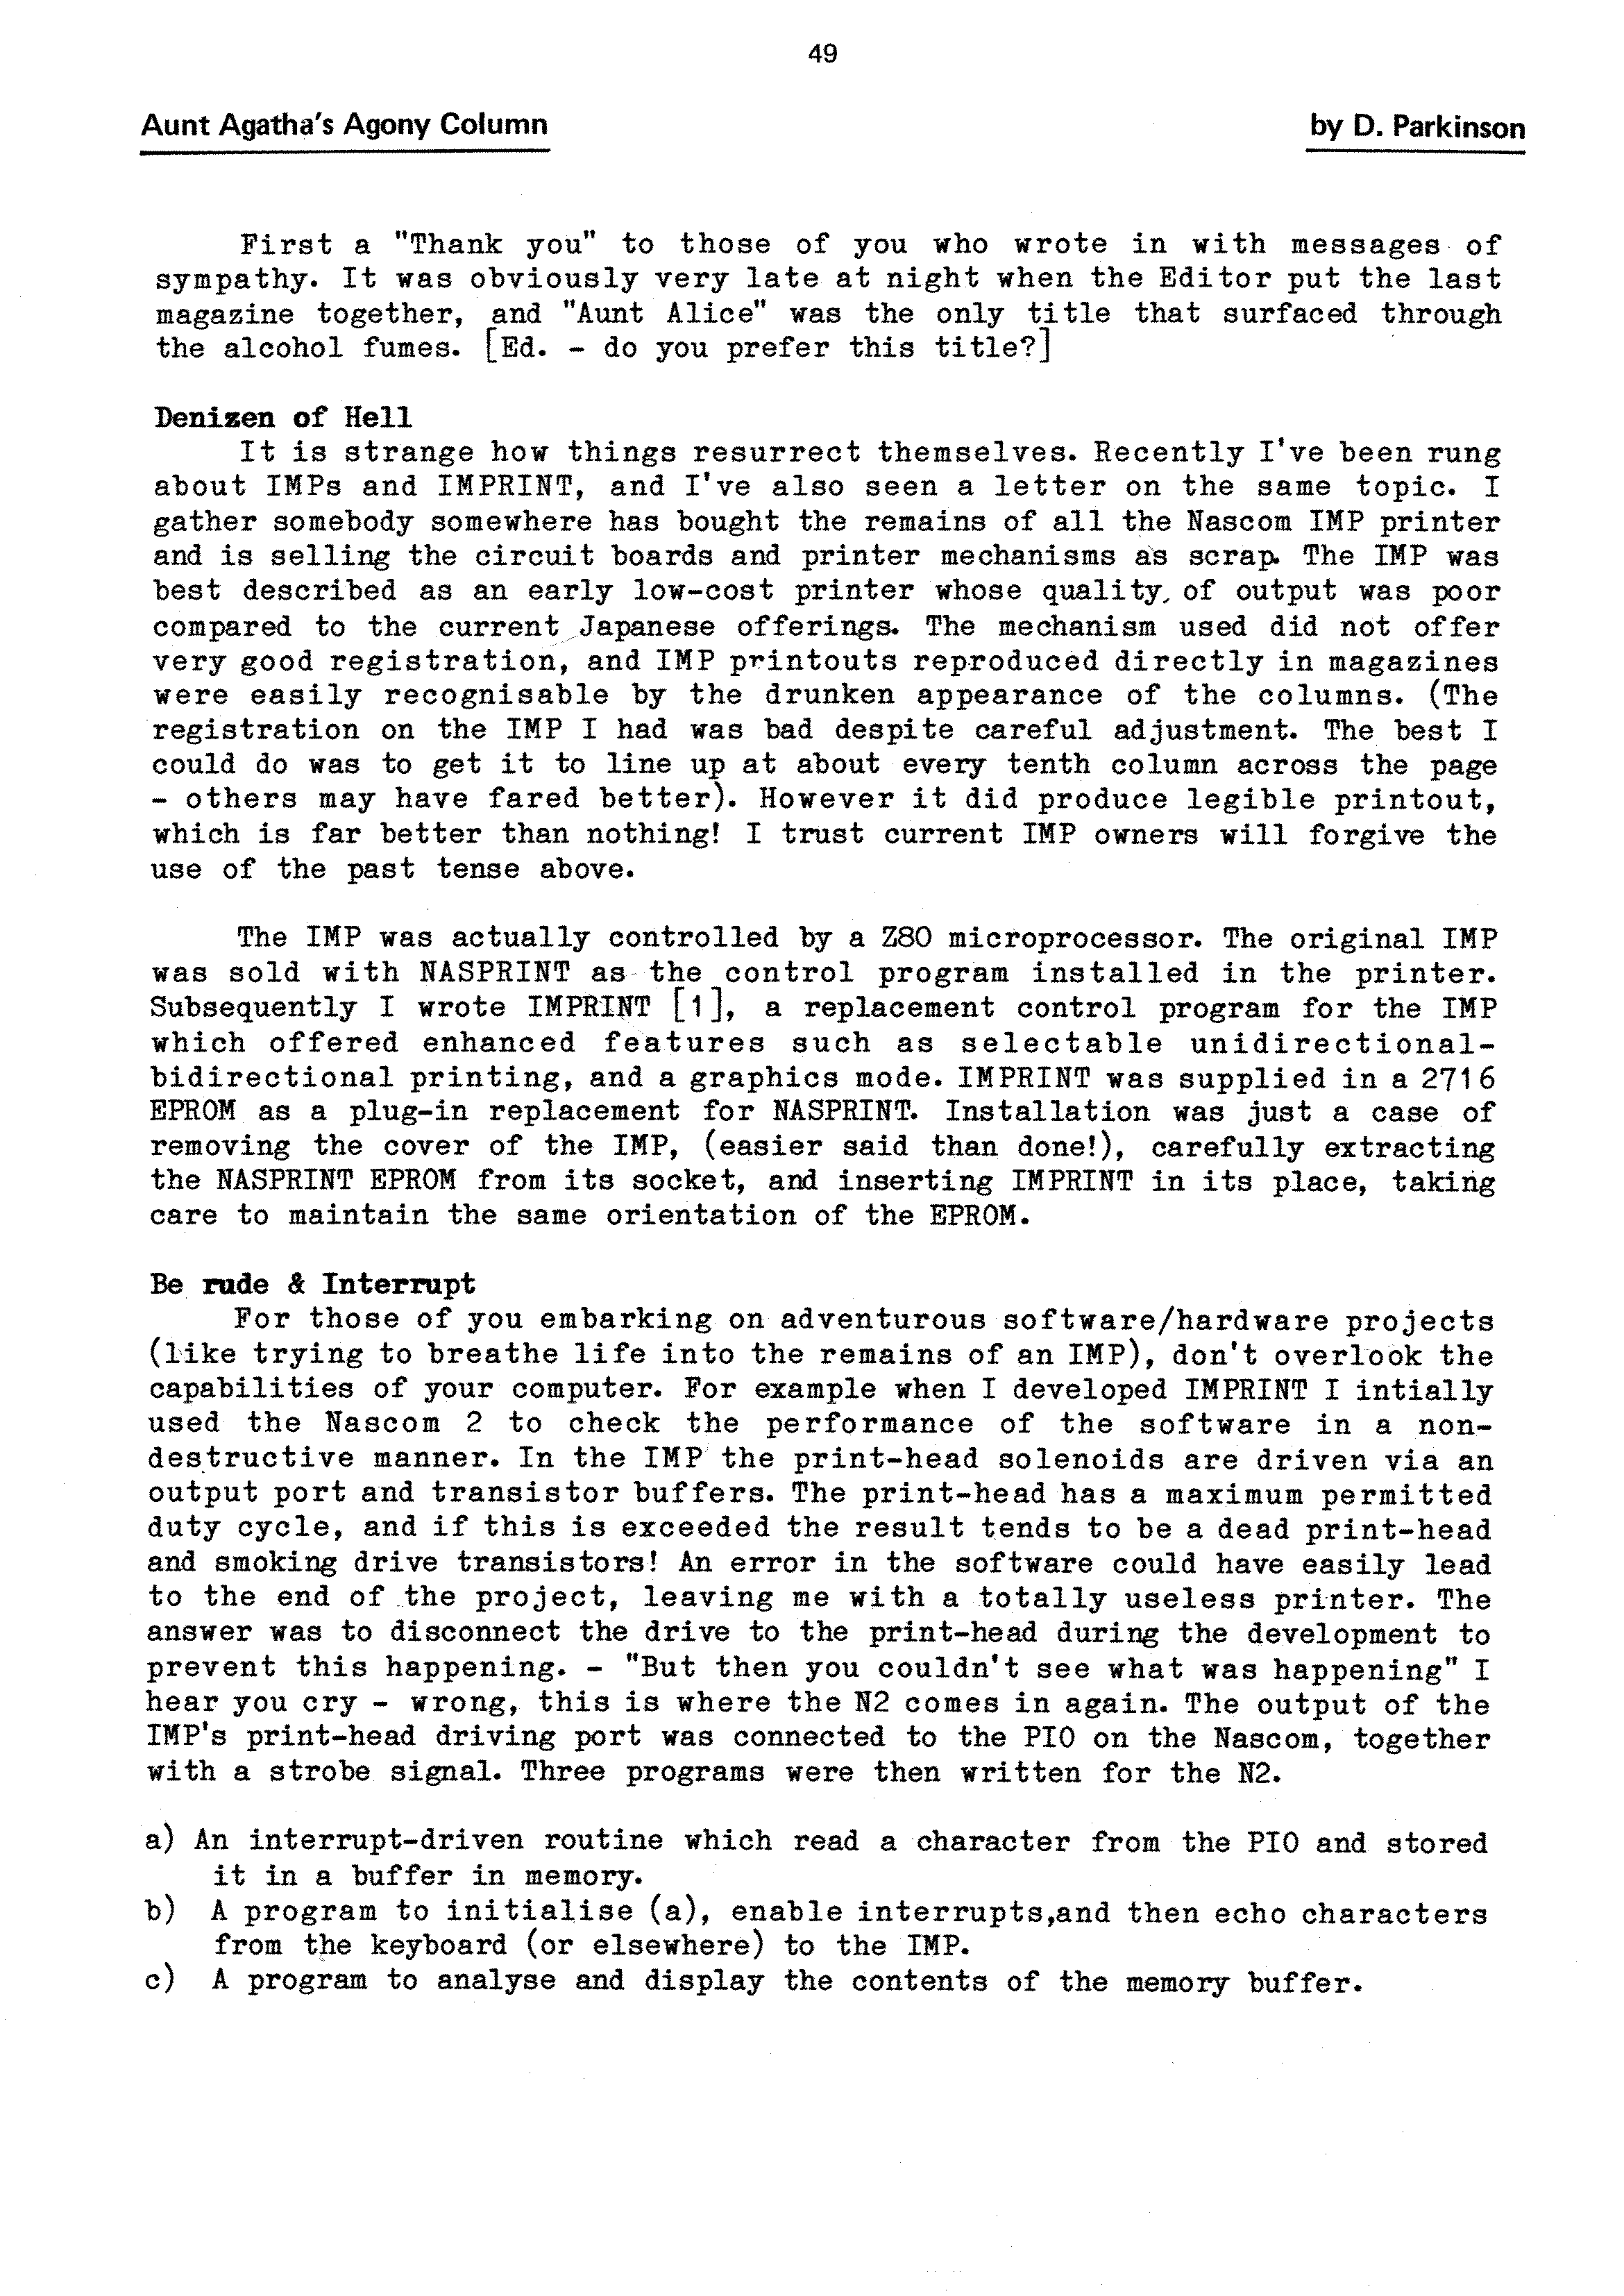 49
Aunt Agatha's Agony Column by D. Parkinson
First a "Thank you" to those of you who wrote in with messages of
sympathy. It was obviously very late at night when the Editor put the last
magazine together, and "Aunt Alice" was the only title that surfaced through
the alcohol fumes. [Ed. - do you prefer this title?]
Denizen of Hell
It is strange how things resurrect themselves. Recently I've been rung
about IMPs and IMPRINT, and I've also seen a letter on the same topic. I
gather somebody somewhere has bought the remains of all the Nascom IMP printer
and is selling the circuit boards and printer mechanisms as scrap. The IMP was
best described as an early low-cost printer whose quality, of output was poor
compared to the current Japanese offerings. The mechanism used did not offer
very good registration, and IMP printouts reproduced directly in magazines
were easily recognisable by the drunken appearance of the columns. (The
registration on the IMP I had was bad despite careful adjustment. The best I
could do was to get it to line up at about every tenth column across the page
- others may have fared better). However it did produce legible printout,
which is far better than nothing! I trust current IMP owners will forgive the
use of the past tense above.
The IMP was actually controlled by a Z80 microprocessor. The original IMP
was sold with NASPRINT as the control program installed in the printer.
Subsequently I wrote IMPRINT [1], a replacement control program for the IMP
which offered enhanced features such as selectable unidirectional-
bidirectional printing, and a graphics mode. IMPRINT was supplied in a 2716
EPROM as a plug-in replacement for NASPRINT. Installation was just a case of
removing the cover of the IMP, (easier said than done!), carefully extracting
the NASPRINT EPROM from its socket, and inserting IMPRINT in its place, taking
care to maintain the same orientation of the EPROM.
Be rude & Interrupt
For those of you embarking on adventurous software/hardware projects
(like trying to breathe life into the remains of an IMP), don't overlook the
capabilities of your computer. For example when I developed IMPRINT I intially
used the Nascom 2 to check the performance of the software in a non-
destructive manner. In the IMP the print-head solenoids are driven via an
output port and transistor buffers. The print-head has a maximum permitted
duty cycle, and if this is exceeded the result tends to be a dead print-head
and smoking drive transistors! An error in the software could have easily lead
to the end of the project, leaving me with a totally useless printer. The
answer was to disconnect the drive to the print-head during the development to
prevent this happening. - "But then you couldn't see what was happening" I
hear you cry - wrong, this is where the N2 comes in again. The output of the
IMP's print-head driving port was connected to the PIO on the Nascom, together
with a strobe signal. Three programs were then written for the N2.
a) An interrupt-driven routine which read a character from the PIO and stored
it in a buffer in memory.
b) A program to initialise (a), enable interrupts,and then echo characters
from the keyboard (or elsewhere) to the IMP.
c) A program to analyse and display the contents of the memory buffer.